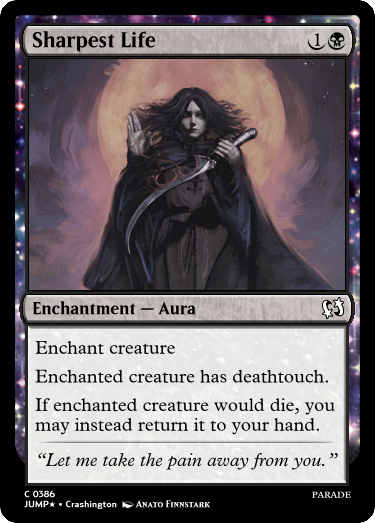 Sharpest Life 1
Enchantment — Aura
Enchant creature
Enchanted creature has deathtouch.
If enchanted creature would die, you
may instead return it to your hand.
“Let me take the pain away from you.”
C 0386 PARADE
JUMP★ • Crashington Anato Finnstark